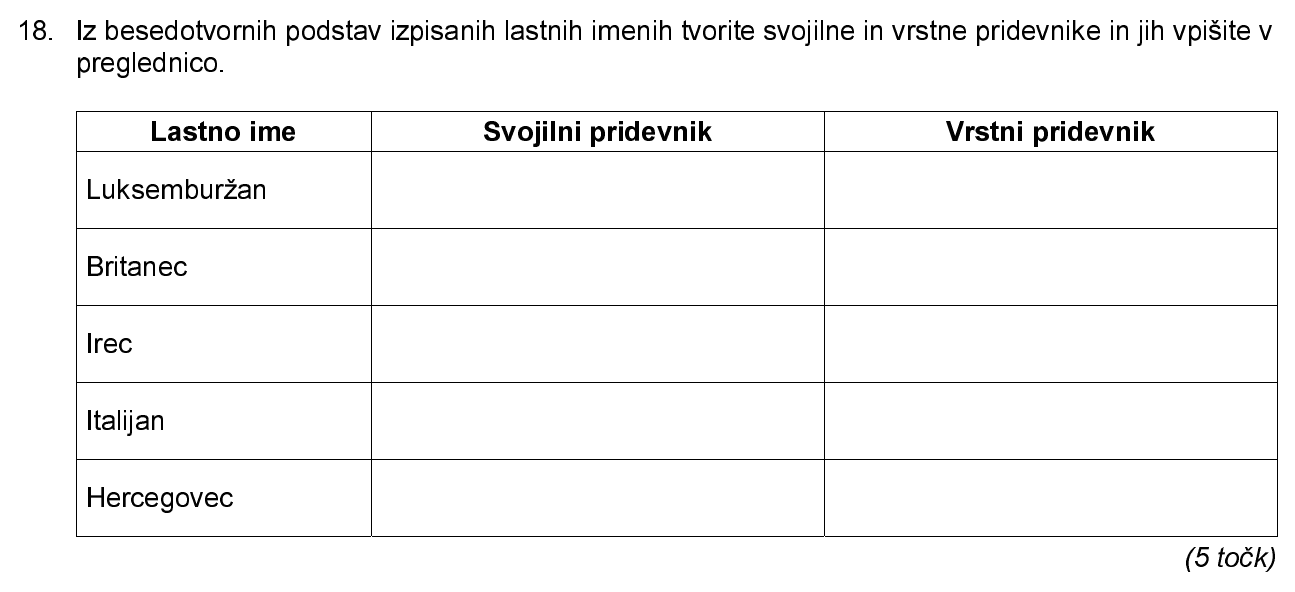 18. Iz besedotvornih podstav izpisanih lastnih imenih tvorite svojilne in vrstne pridevnike in jih vpišite v
preglednico.
Lastno ime Svojilni pridevnik Vrstni pridevnik
Luksemburžan
Britanec
Irec
Italijan
Hercegovec
(5 točk)